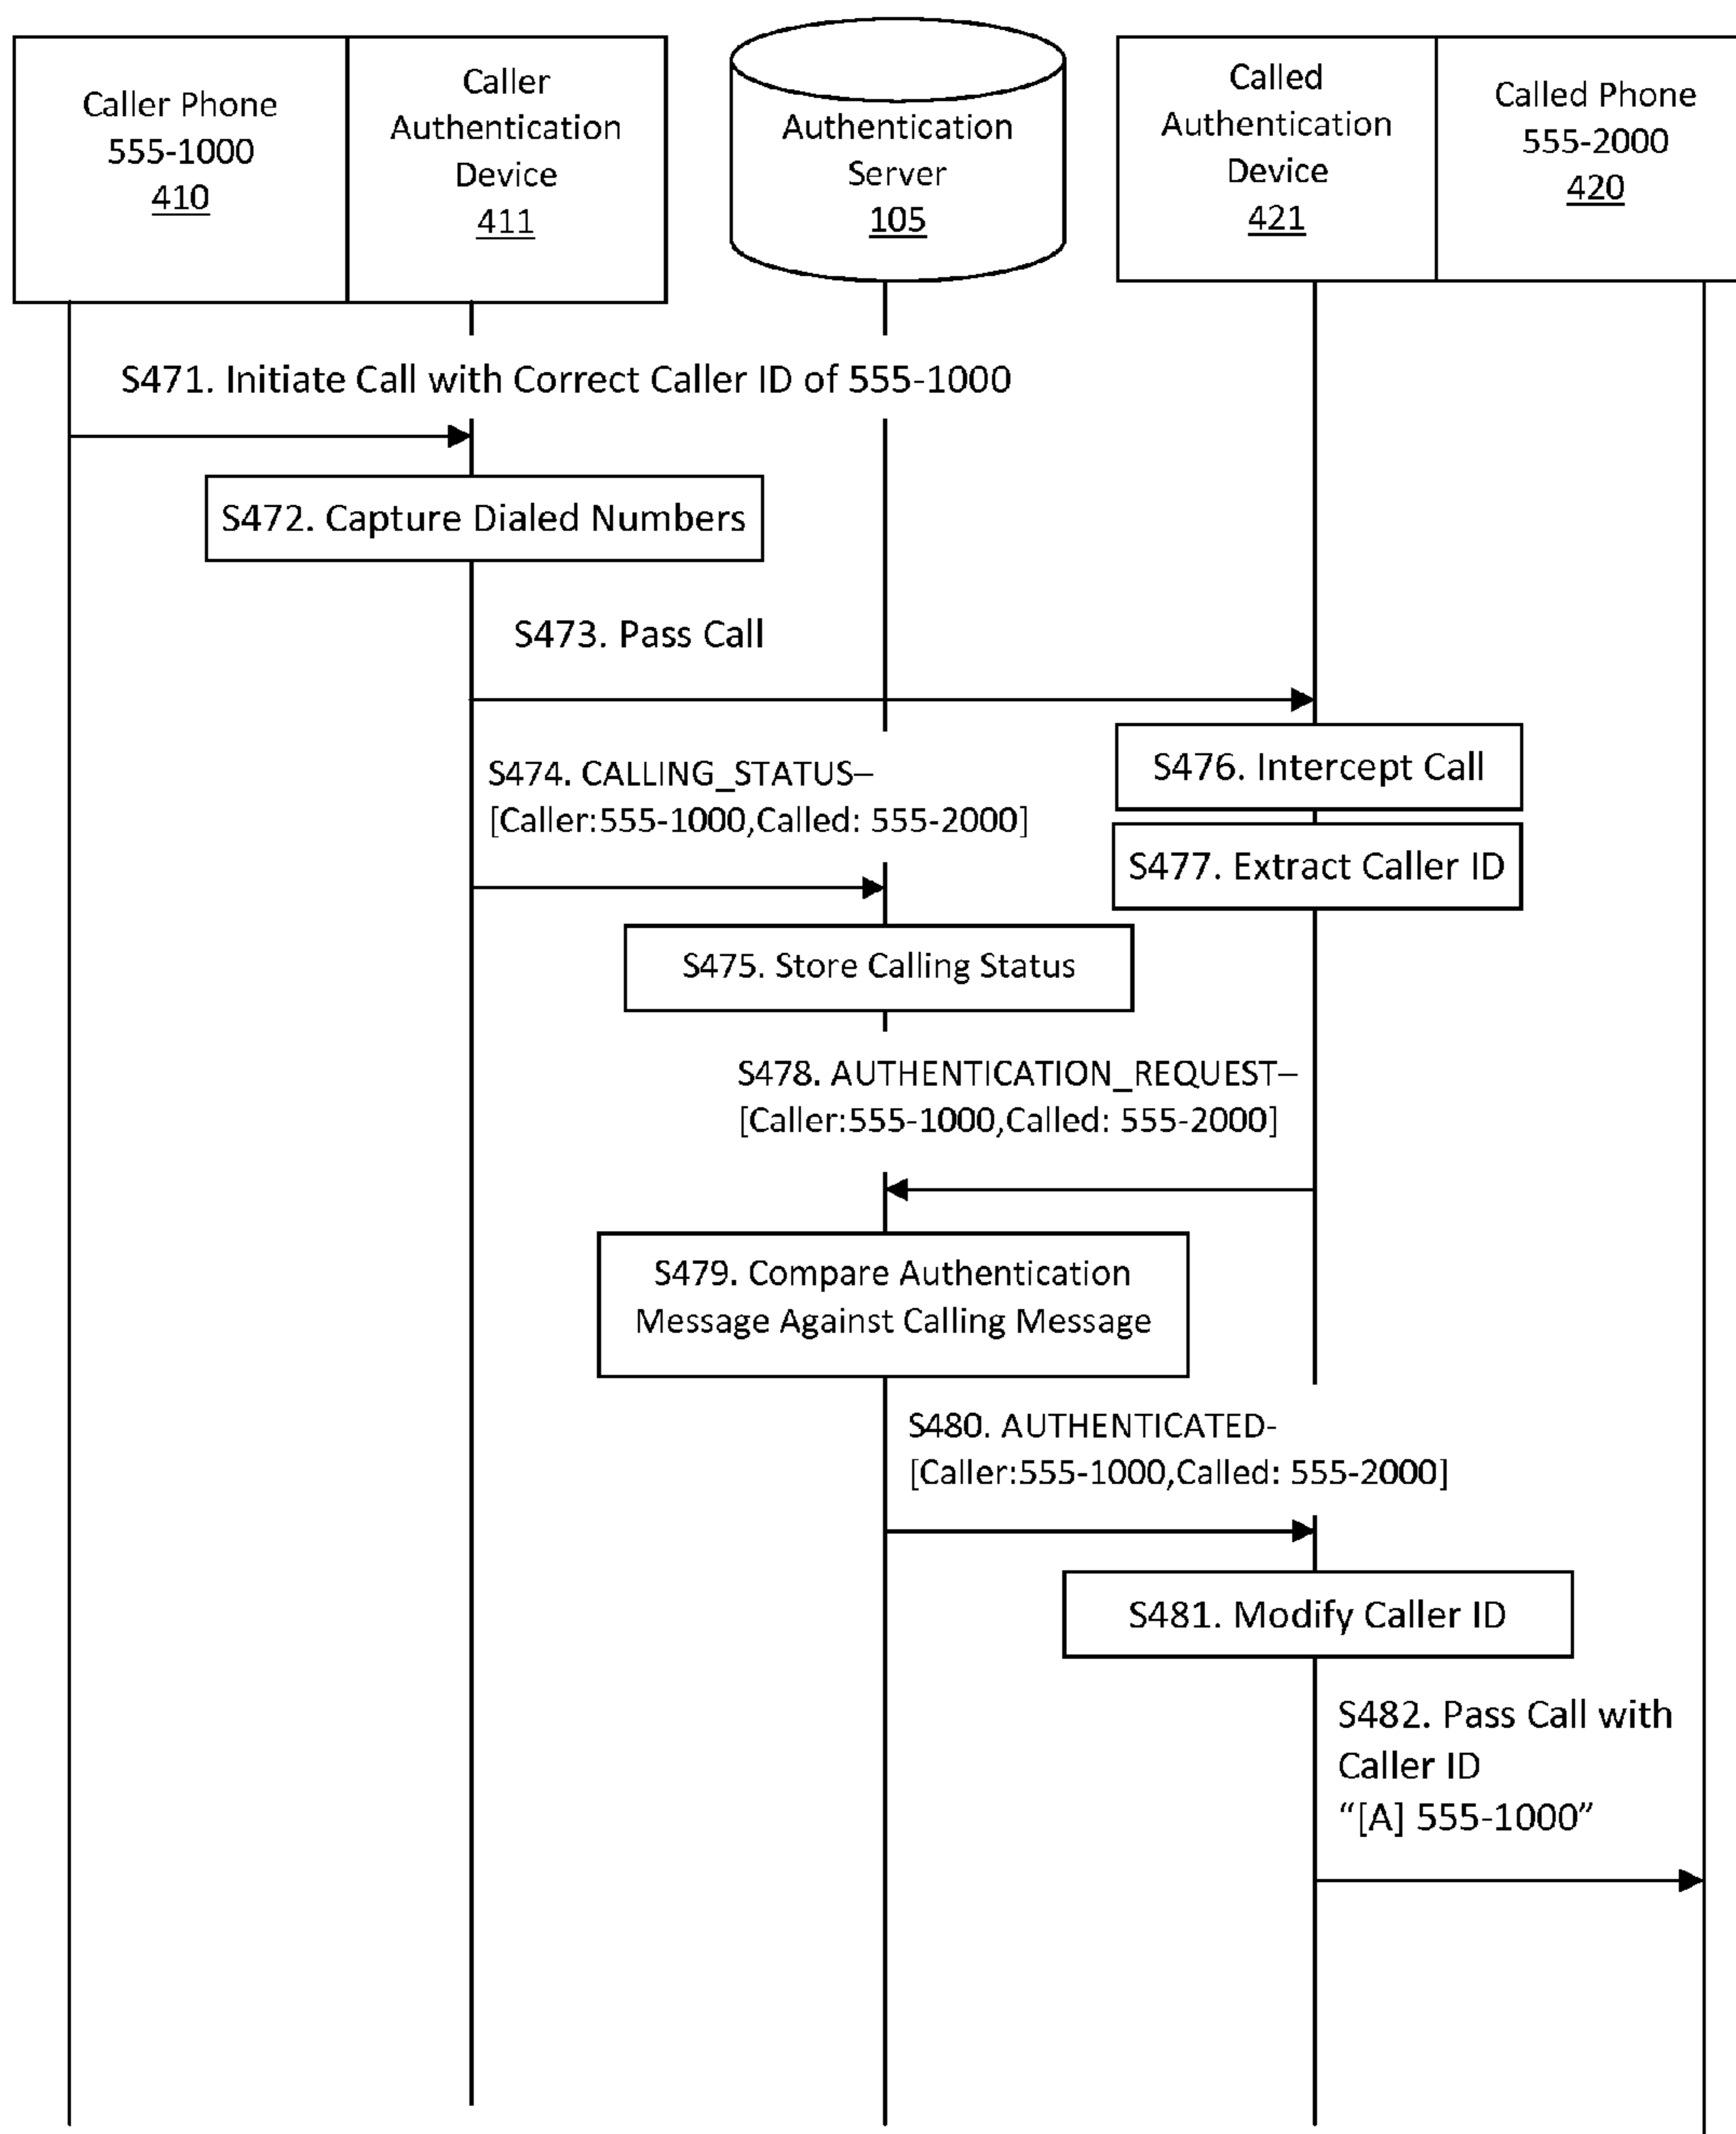 Caller Phone
555-1000
410
Caller
Authentication
Device
411
Authentication
Server
105
Called
Authentication
Device
421
Called Phone
555-2000
420
S471. Initiate Call with Correct Caller ID of 555-1000
S472. Capture Dialed Numbers
S473. Pass Call
S474. CALLING_STATUS–
[Caller:555-1000,Called: 555-2000]
S476. Intercept Call
S477. Extract Caller ID
S475. Store Calling Status
S478. AUTHENTICATION_REQUEST–
[Caller:555-1000,Called: 555-2000]
S479. Compare Authentication
Message Against Calling Message
S480. AUTHENTICATED-
[Caller:555-1000,Called: 555-2000]
S481. Modify Caller ID
S482. Pass Call with
Caller ID
“[A] 555-1000”